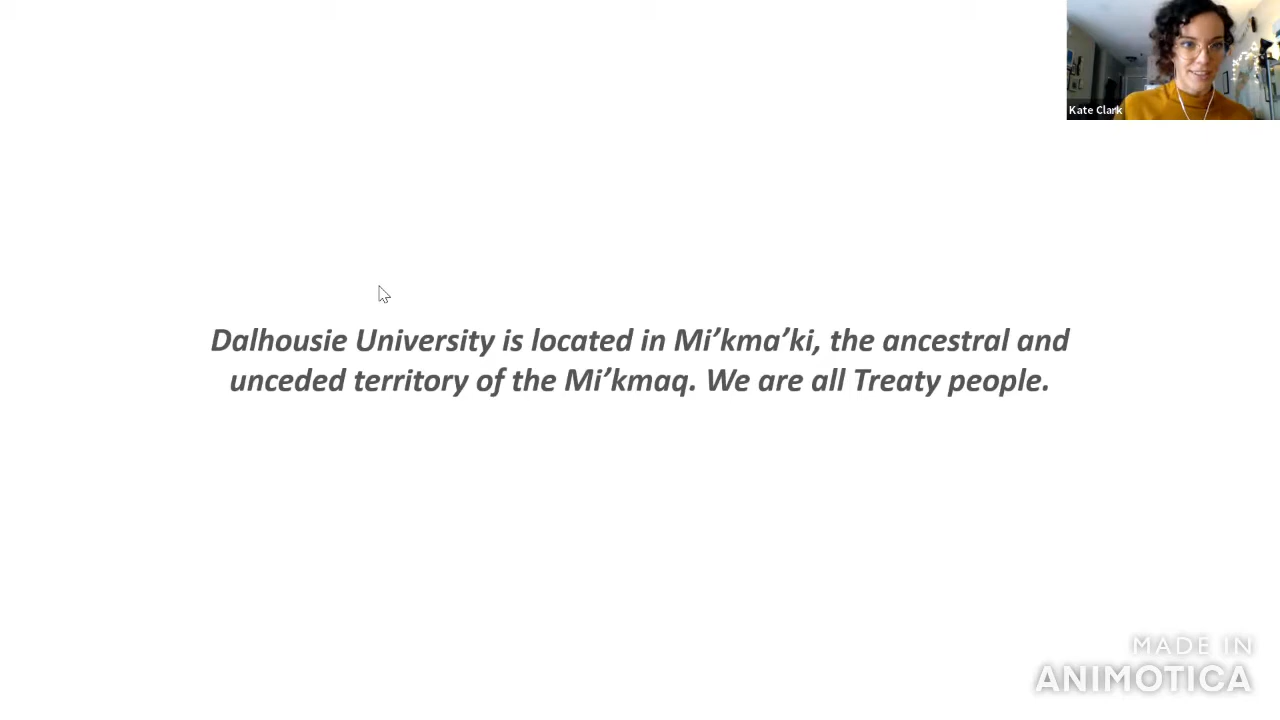 Kate Clark
Dalhousie University is located in Mi’kma’ki, the ancestral and
unceded territory of the Mi’kmaq. We are all Treaty people.
MADE IN
ANIMOTICA